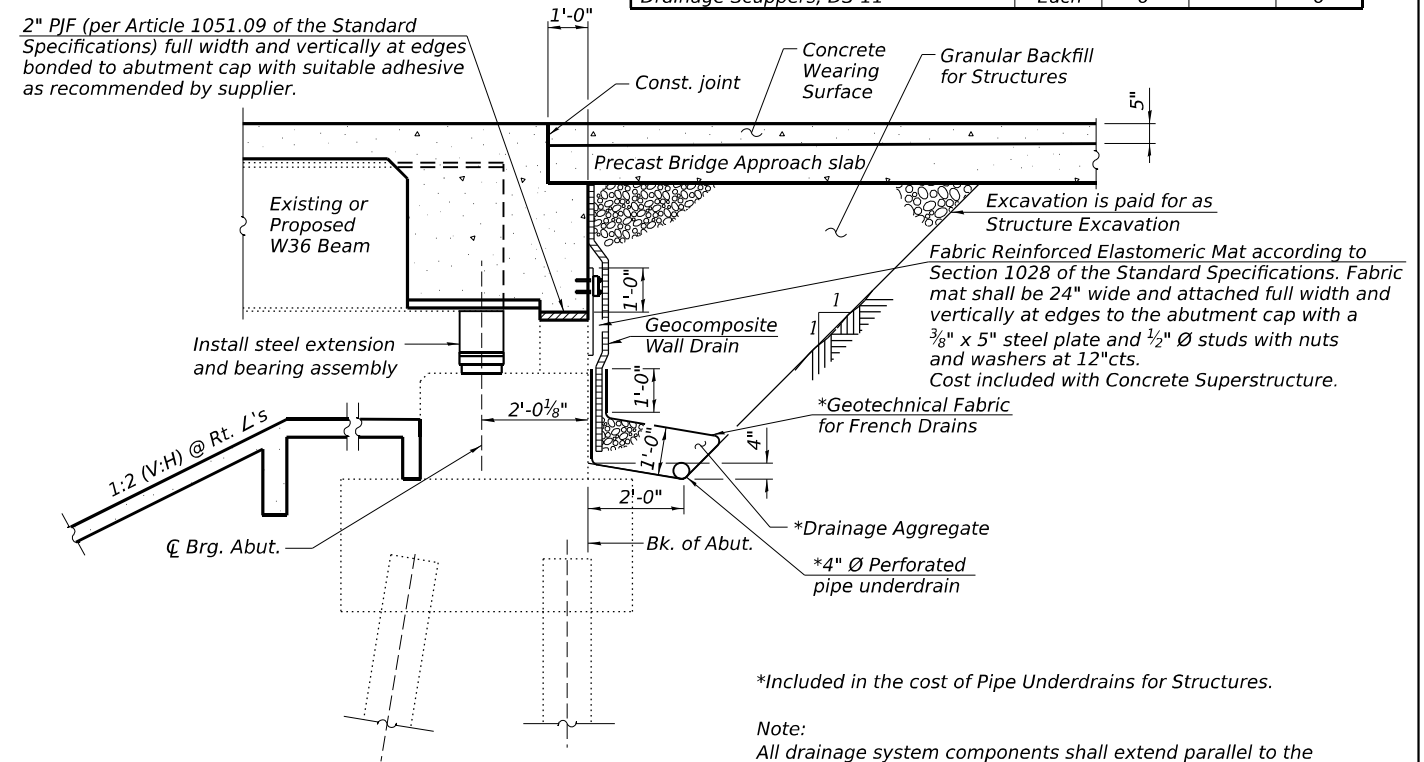 Drainage Scuppers, DS-11 Each 6 6
2" PJF (per Article 1051.09 of the Standard
Specifications) full width and vertically at edges
bonded to abutment cap with suitable adhesive
as recommended by supplier.
1'-0"
Const. joint
Concrete
Wearing
Surface
Granular Backfill
for Structures
5"
Precast Bridge Approach slab
Existing or
Proposed
W36 Beam
Excavation is paid for as
Structure Excavation
Fabric Reinforced Elastomeric Mat according to
Section 1028 of the Standard Specifications. Fabric
mat shall be 24" wide and attached full width and
vertically at edges to the abutment cap with a
3/8" x 5" steel plate and 1/2" Ø studs with nuts
and washers at 12"cts.
Cost included with Concrete Superstructure.
1'-0"
1
1
Geocomposite
Wall Drain
Install steel extension
and bearing assembly
1'-0"
2'-0 1/8"
*Geotechnical Fabric
for French Drains
1:2 (V:H) @ Rt. ∠'s
1'-0"
4"
2'-0"
*Drainage Aggregate
℄ Brg. Abut.
Bk. of Abut.
*4" Ø Perforated
pipe underdrain
*Included in the cost of Pipe Underdrains for Structures.
Note:
All drainage system components shall extend parallel to the